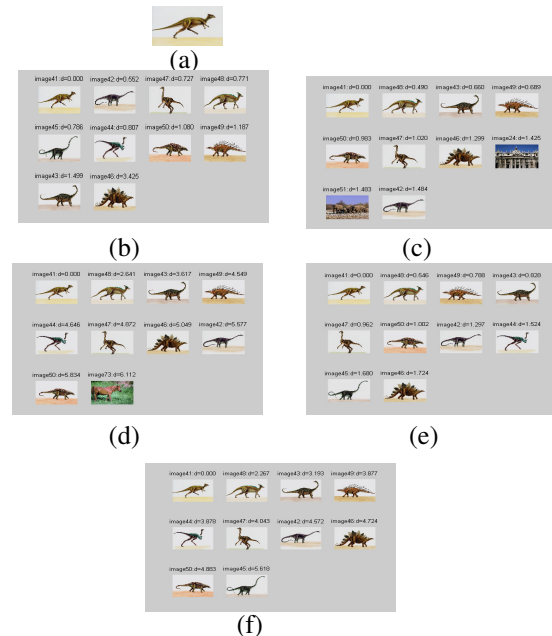 (a)
image41:d=0.000 image42:d=0.552 image47:d=0.727 image48:d=0.771
image45:d=0.786 image44:d=0.807 image50:d=1.080 image49:d=1.187
image43:d=1.499 image46:d=3.425
(b)
image41:d=0.000 image48:d=0.490 image43:d=0.660 image49:d=0.689
image50:d=0.983 image47:d=1.020 image46:d=1.299 image24:d=1.425
image51:d=1.483 image42:d=1.484
(c)
image41:d=0.000 image48:d=2.641 image43:d=3.617 image49:d=4.549
image44:d=4.646 image47:d=4.872 image46:d=5.049 image42:d=5.577
image50:d=5.834 image73:d=6.112
(d)
image41:d=0.000 image48:d=0.546 image49:d=0.788 image43:d=0.828
image47:d=0.962 image50:d=1.002 image42:d=1.297 image44:d=1.524
image45:d=1.680 image46:d=1.724
(e)
image41:d=0.000 image48:d=2.267 image43:d=3.193 image49:d=3.877
image44:d=3.878 image47:d=4.043 image42:d=4.572 image46:d=4.724
image50:d=4.883 image45:d=5.618
(f)